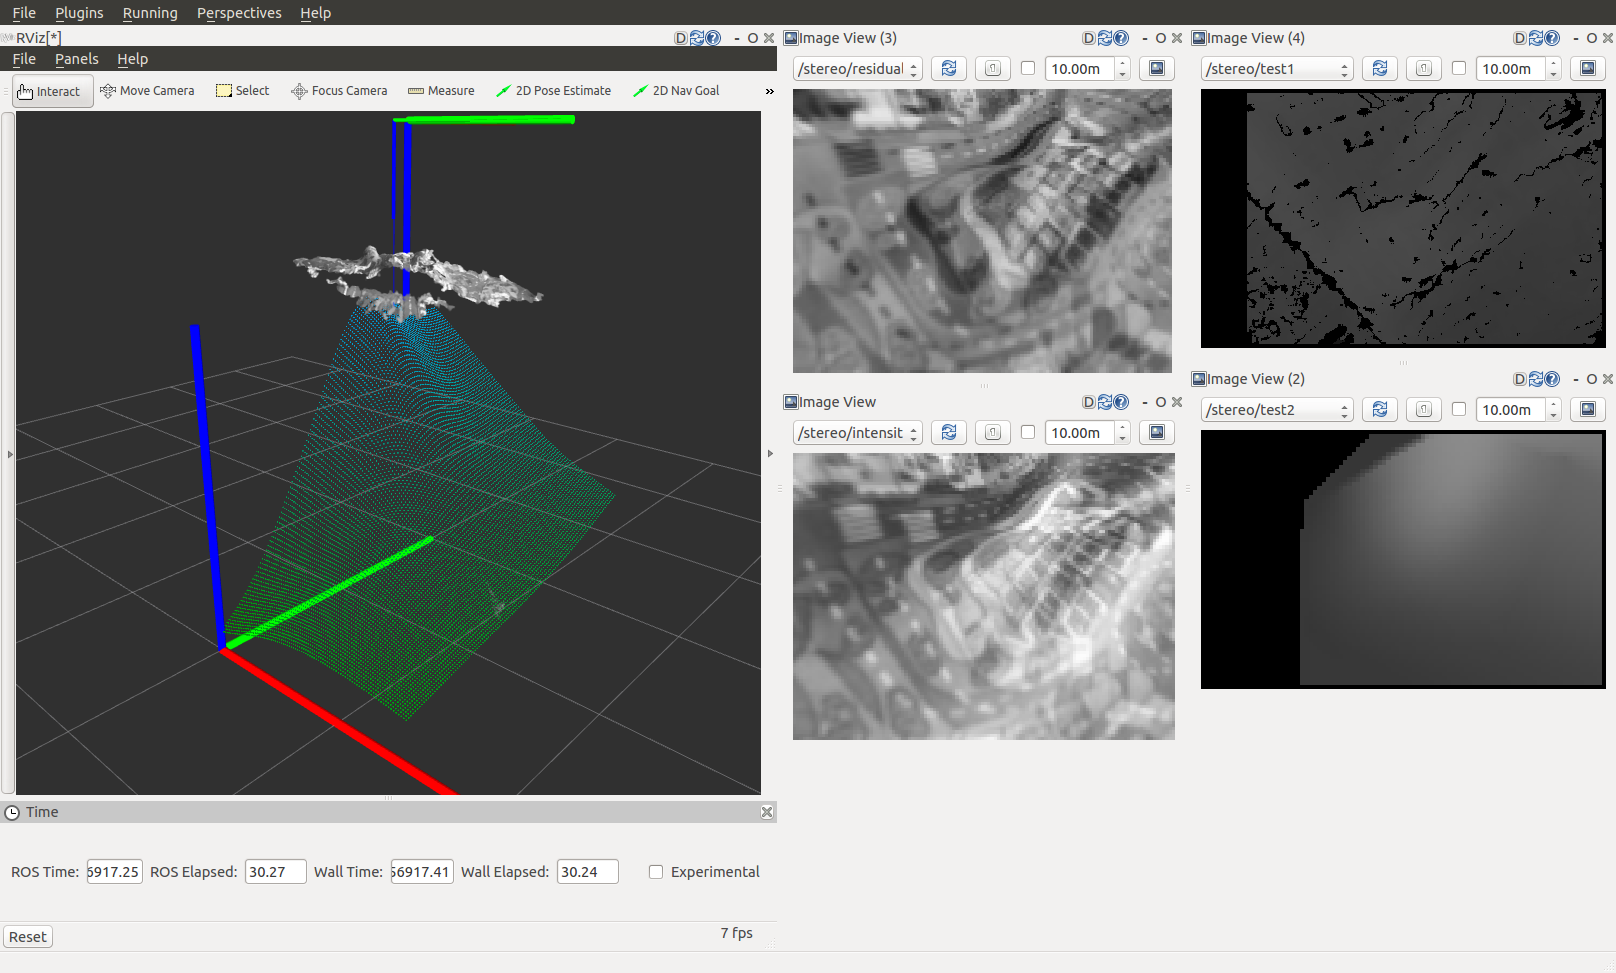 File Plugins Running Perspectives Help
RViz[*]
D - O
File Panels Help
Interact Move Camera Select Focus Camera Measure 2D Pose Estimate 2D Nav Goal »
Time
ROS Time: 6917.25 ROS Elapsed: 30.27 Wall Time: 56917.41 Wall Elapsed: 30.24 Experimental
Reset
7 fps
Image View (3)
D - O
/stereo/residual
10.00m
Image View
D - O
/stereo/intensit
10.00m
Image View (4)
D - O
/stereo/test1
10.00m
Image View (2)
D - O
/stereo/test2
10.00m